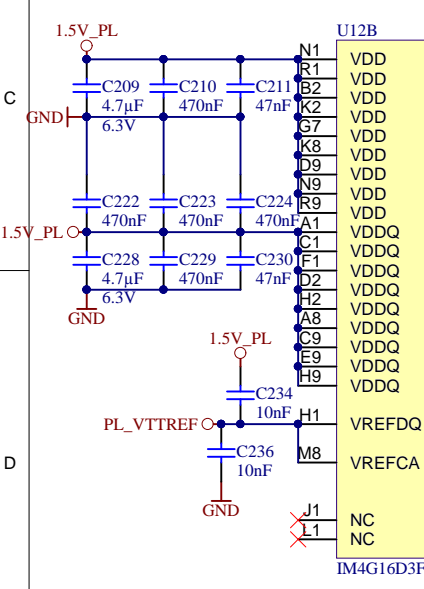 U12B
1.5V_PL
N1 VDD
R1 VDD
C209 C210 C211 B2 VDD
C
4.7µF 470nF 47nF K2 VDD
GND
6.3V G7 VDD
K8 VDD
D9 VDD
N9 VDD
C222 C223 C224 R9 VDD
470nF 470nF 470nF
1.5V_PL A1 VDDQ
C1 VDDQ
C228 C229 C230 F1 VDDQ
4.7µF 470nF 47nF D2 VDDQ
6.3V H2 VDDQ
GND A8 VDDQ
1.5V_PL C9 VDDQ
E9 VDDQ
H9 VDDQ
C234
10nF
PL_VTTREF H1 VREFDQ
C236
D
10nF M8 VREFCA
GND
J1 NC
L1 NC
IM4G16D3F